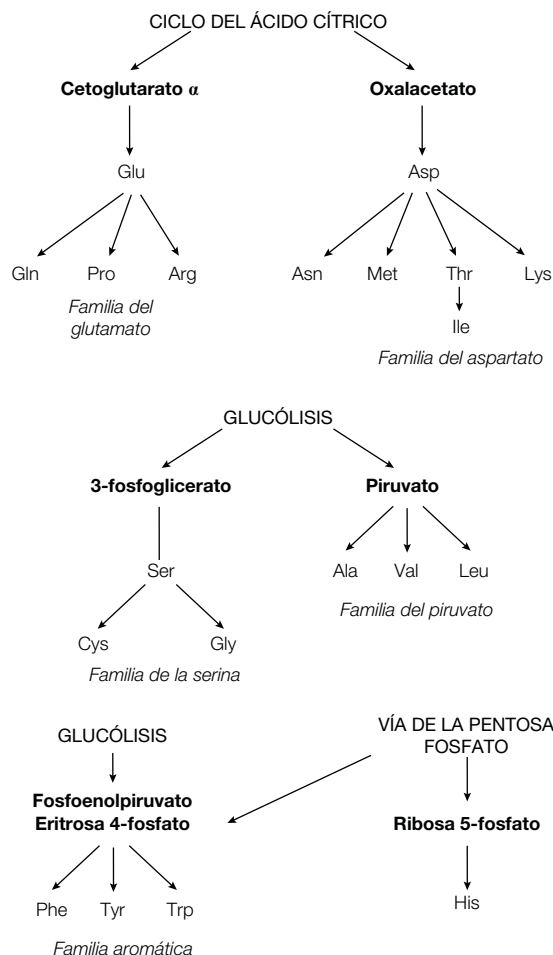 CICLO DEL ÁCIDO CÍTRICO
Cetoglutarato α
Oxalacetato
Glu
Asp
Gln Pro Arg
Asn Met Thr Lys
Familia del
glutamato
Ile
Familia del aspartato
GLUCÓLISIS
3-fosfoglicerato
Piruvato
Ser
Ala Val Leu
Familia del piruvato
Cys Gly
Familia de la serina
GLUCÓLISIS
VÍA DE LA PENTOSA
FOSFATO
Fosfoenolpiruvato
Eritrosa 4-fosfato
Ribosa 5-fosfato
Phe Tyr Trp
His
Familia aromática